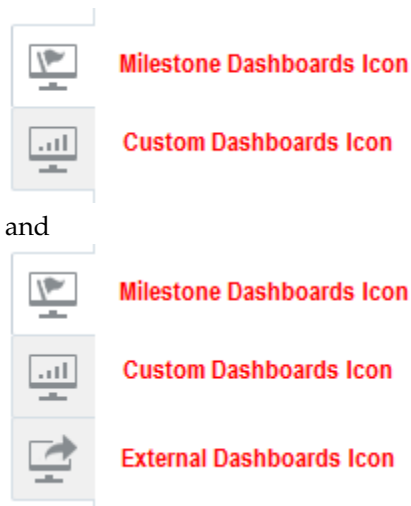 Milestone Dashboards Icon
Custom Dashboards Icon
and
Milestone Dashboards Icon
Custom Dashboards Icon
External Dashboards Icon